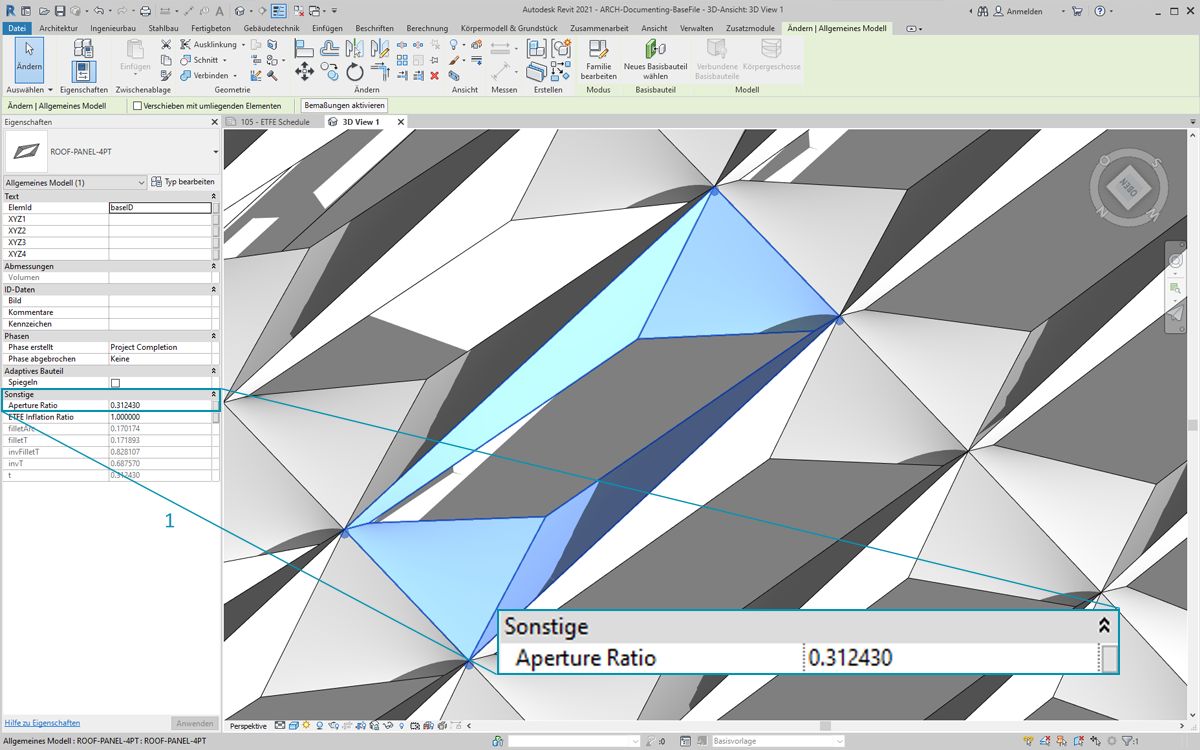 Autodesk Revit 2021 - ARCH-Documenting-BaseFile - 3D-Ansicht: 3D View 1
Anmelden
Datei Architektur Ingenieurbau Stahlbau Fertigbeton Gebäudetechnik Einfügen Beschriften Berechnung Körpermodell & Grundstück Zusammenarbeit Ansicht Verwalten Zusatzmodule Ändern | Allgemeines Modell
Ändern
Einfügen
Ausklinkung
Schnitt
Verbinden
Familie bearbeiten
Neues Basisbauteil wählen
Verbundene Basisbauteile
Körpergeschosse
Auswählen Eigenschaften Zwischenablage Geometrie Ändern Ansicht Messen Erstellen Modus Basisbauteil Modell
Ändern | Allgemeines Modell Verschieben mit umliegenden Elementen Bemaßungen aktivieren
Eigenschaften
105 - ETFE Schedule
3D View 1
ROOF-PANEL-4PT
Allgemeines Modell (1)
Typ bearbeiten
Text
ElemId baseID
XYZ1
XYZ2
XYZ3
XYZ4
Abmessungen
Volumen
ID-Daten
Bild
Kommentare
Kennzeichen
Phasen
Phase erstellt Project Completion
Phase abgebrochen Keine
Adaptives Bauteil
Spiegeln
Sonstige
Aperture Ratio 0.312430
ETFE Inflation Ratio 1.000000
filletArc 0.170174
filletT 0.171893
invFilletT 0.828107
invT 0.687570
t 0.312430
1
OBEN
N
O
S
W
Sonstige
Aperture Ratio 0.312430
Hilfe zu Eigenschaften
Anwenden
Perspektive
Allgemeines Modell : ROOF-PANEL-4PT : ROOF-PANEL-4PT
:0
Basisvorlage
:1